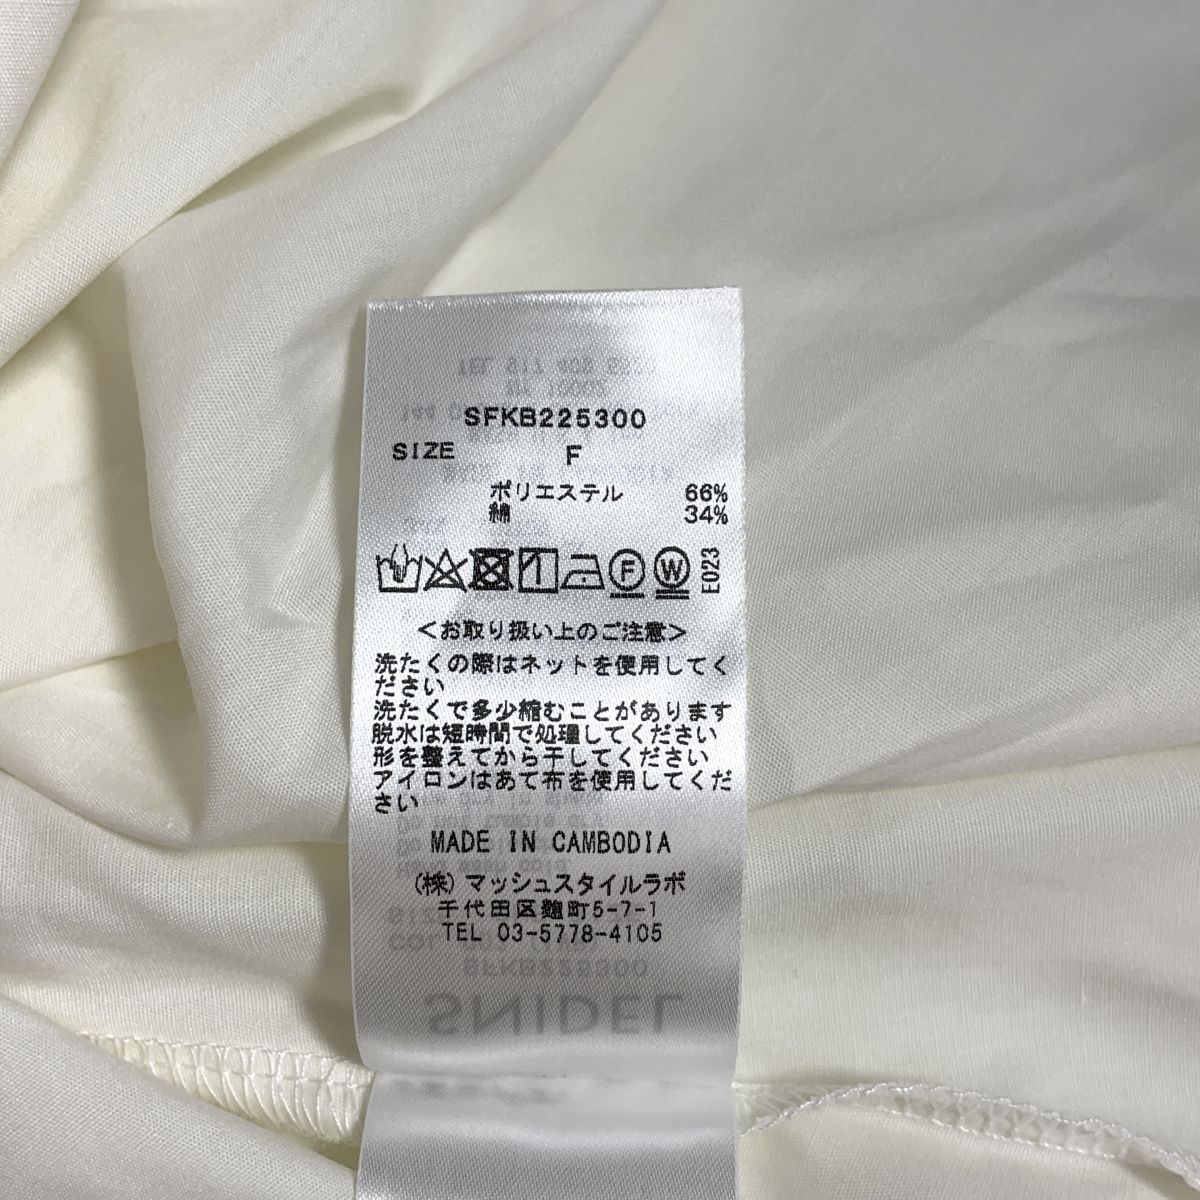 SFKB225300
SIZE F
ポリエステル 66%
綿 34%
F W E023
＜お取り扱い上のご注意＞
洗たくの際はネットを使用してく
ださい
洗たくで多少縮むことがあります
脱水は短時間で処理してください
形を整えてから干してください
アイロンはあて布を使用してくだ
さい
MADE IN CAMBODIA
(株)マッシュスタイルラボ
千代田区麹町5-7-1
TEL 03-5778-4105
SFKB225300
SNIDEL